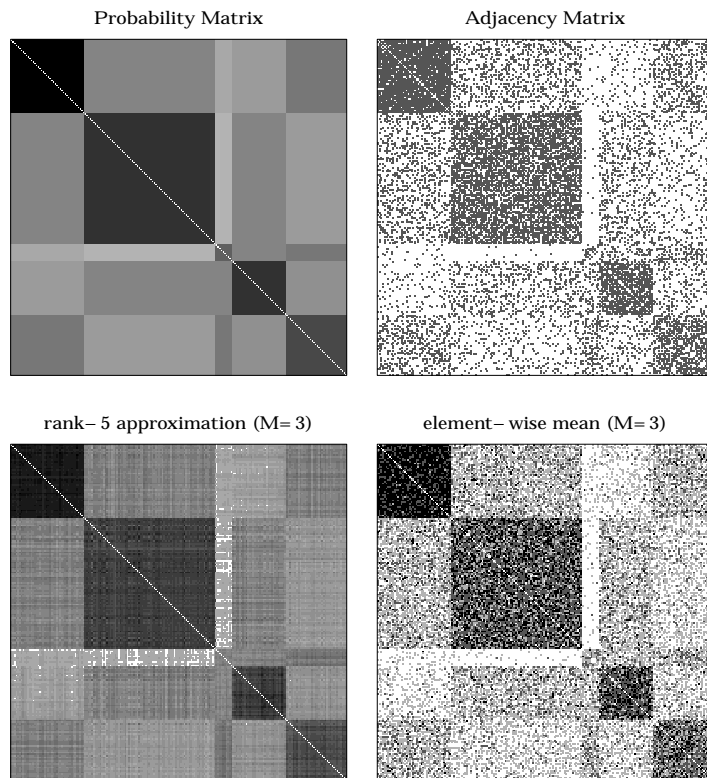 Probability Matrix
Adjacency Matrix
rank− 5 approximation (M= 3)
element− wise mean (M= 3)